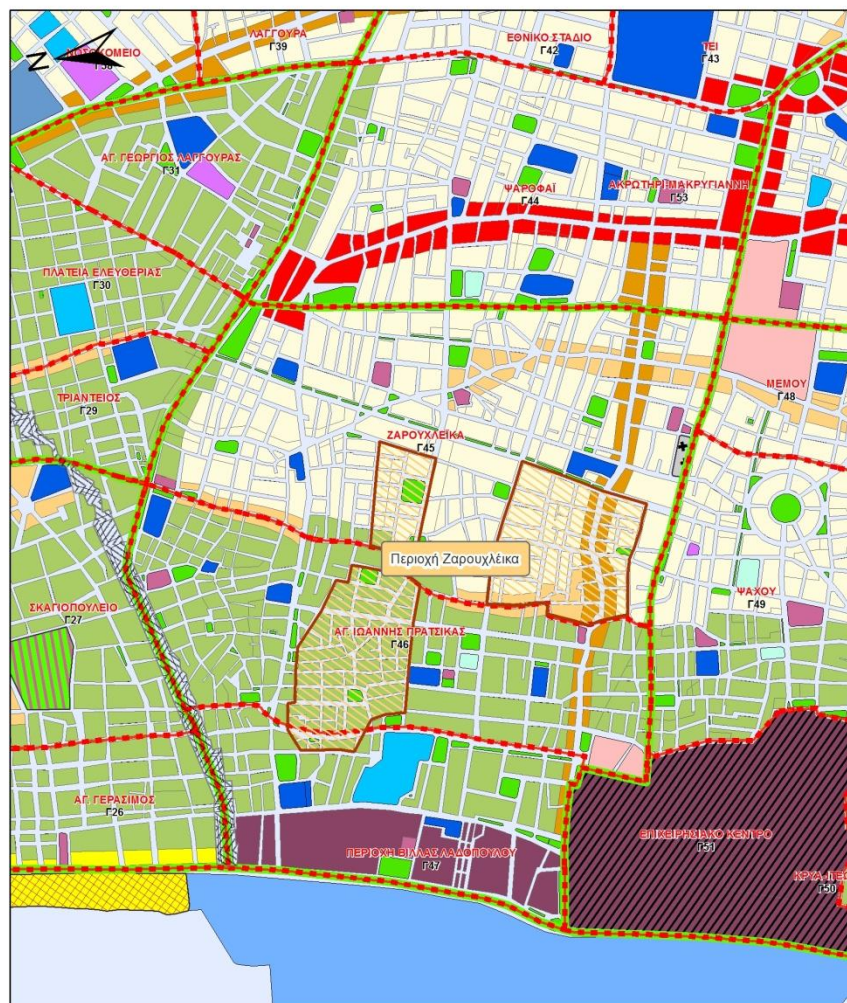 ΛΑΓΓΟΥΡΑ
Γ39
ΕΘΝΙΚΟ ΣΤΑΔΙΟ
Γ42
ΤΕΙ
Γ43
ΝΟΣΟΚΟΜΕΙΟ
Γ38
N
ΑΓ. ΓΕΩΡΓΙΟΣ ΛΑΓΓΟΥΡΑΣ
Γ31
ΨΑΡΟΦΑΪ
Γ44
ΑΚΡΩΤΗΡΙ-ΜΑΚΡΥΓΙΑΝΝΗ
Γ53
ΠΛΑΤΕΙΑ ΕΛΕΥΘΕΡΙΑΣ
Γ30
ΤΡΙΑΝΤΕΙΟΣ
Γ29
ΜΕΜΟΥ
Γ48
ΖΑΡΟΥΧΛΕΪΚΑ
Γ45
Περιοχή Ζαρουχλέικα
ΣΚΑΓΙΟΠΟΥΛΕΙΟ
Γ27
ΨΑΧΟΥ
Γ49
ΑΓ. ΙΩΑΝΝΗΣ ΠΡΑΤΣΙΚΑΣ
Γ46
ΑΓ. ΓΕΡΑΣΙΜΟΣ
Γ26
ΕΠΙΧΕΙΡΗΣΙΑΚΟ ΚΕΝΤΡΟ
Γ51
ΠΕΡΙΟΧΗ ΒΙΛΛΑΣ ΛΑΔΟΠΟΥΛΟΥ
Γ47
Γ50